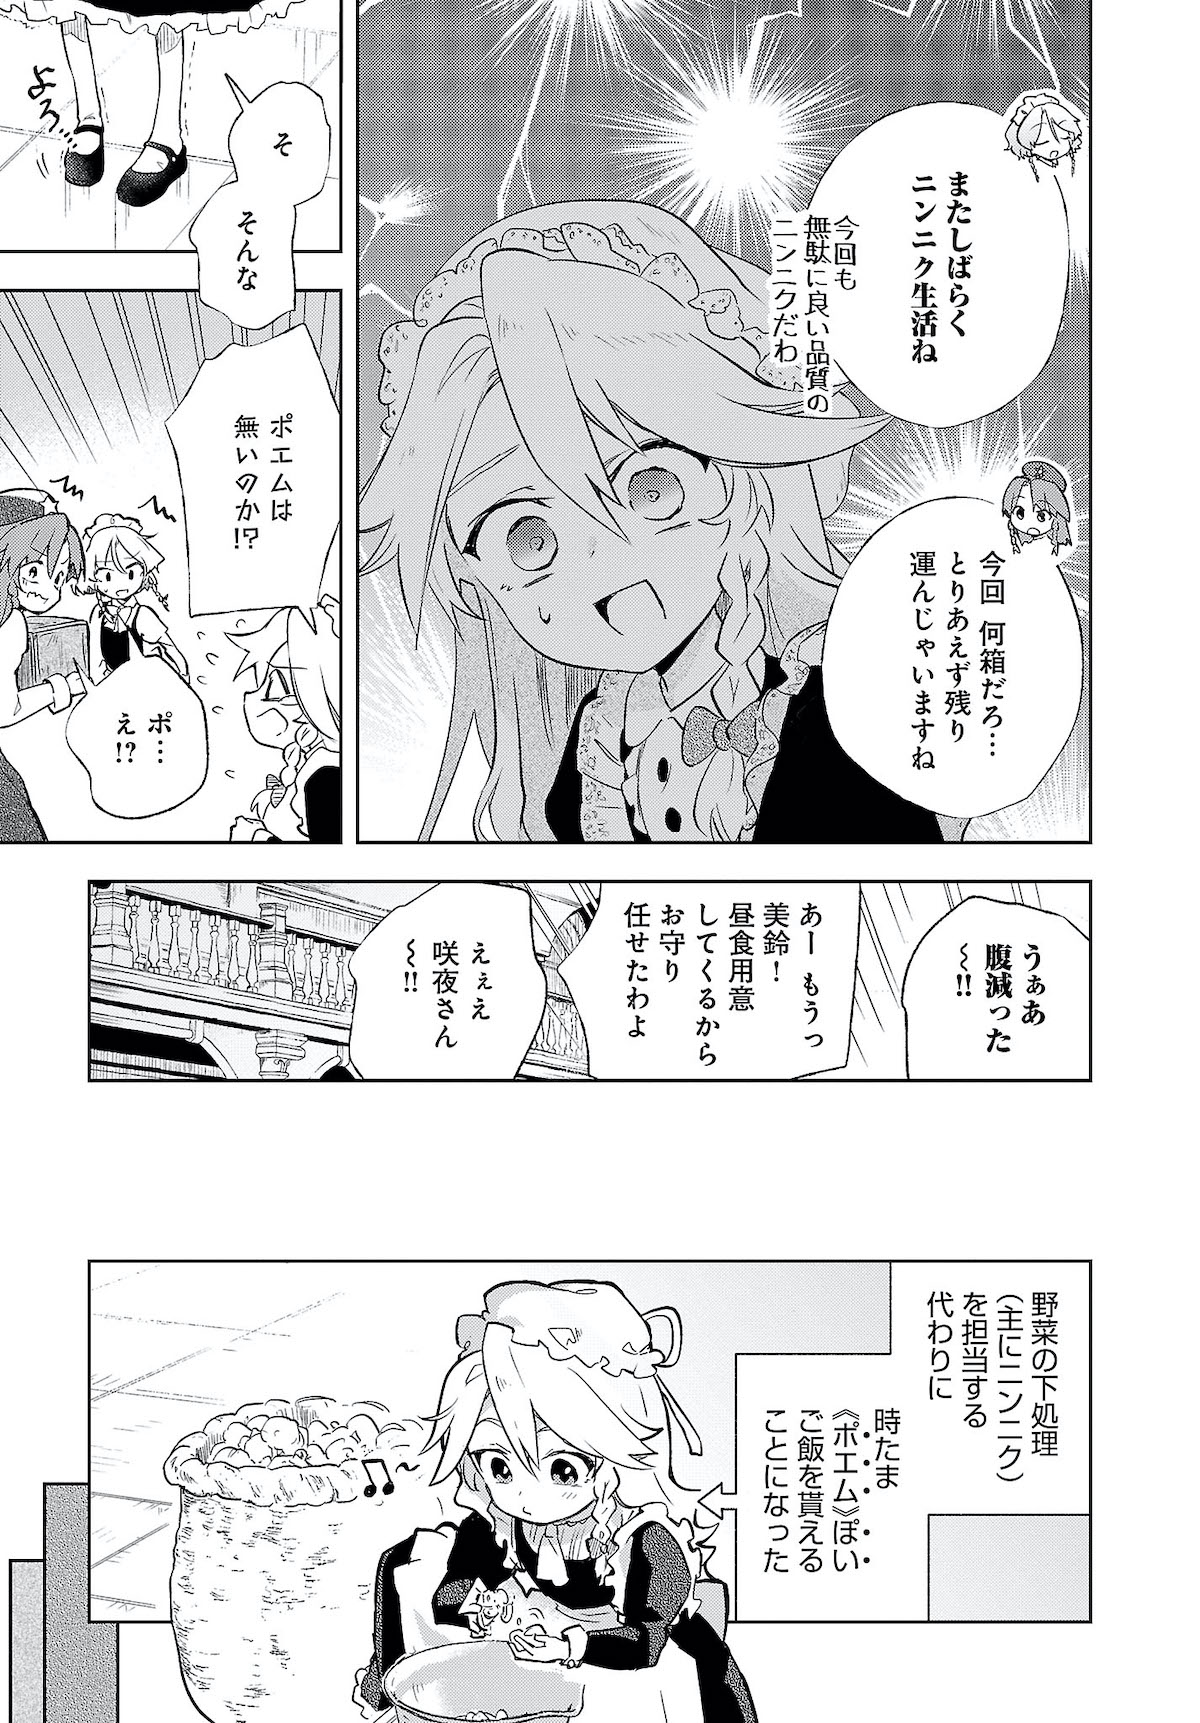 またしばらく
ニンニク生活ね
今回も
無駄に良い品質の
ニンニクだわ
今回 何箱だろ…
とりあえず残り
運んじゃいますね
よろ…
そ
そんな
ポエムは
無いのか!?
ポ…
え!?
うぁあ
腹減った
〜!!
あー もうっ
美鈴！
昼食用意
してくるから
お守り
任せたわよ
えぇえ
咲夜さん
〜!!
野菜の下処理
（主にニンニク）
を担当する
代わりに
時たま
《ポエム》ぽい
ご飯を貰える
ことになった